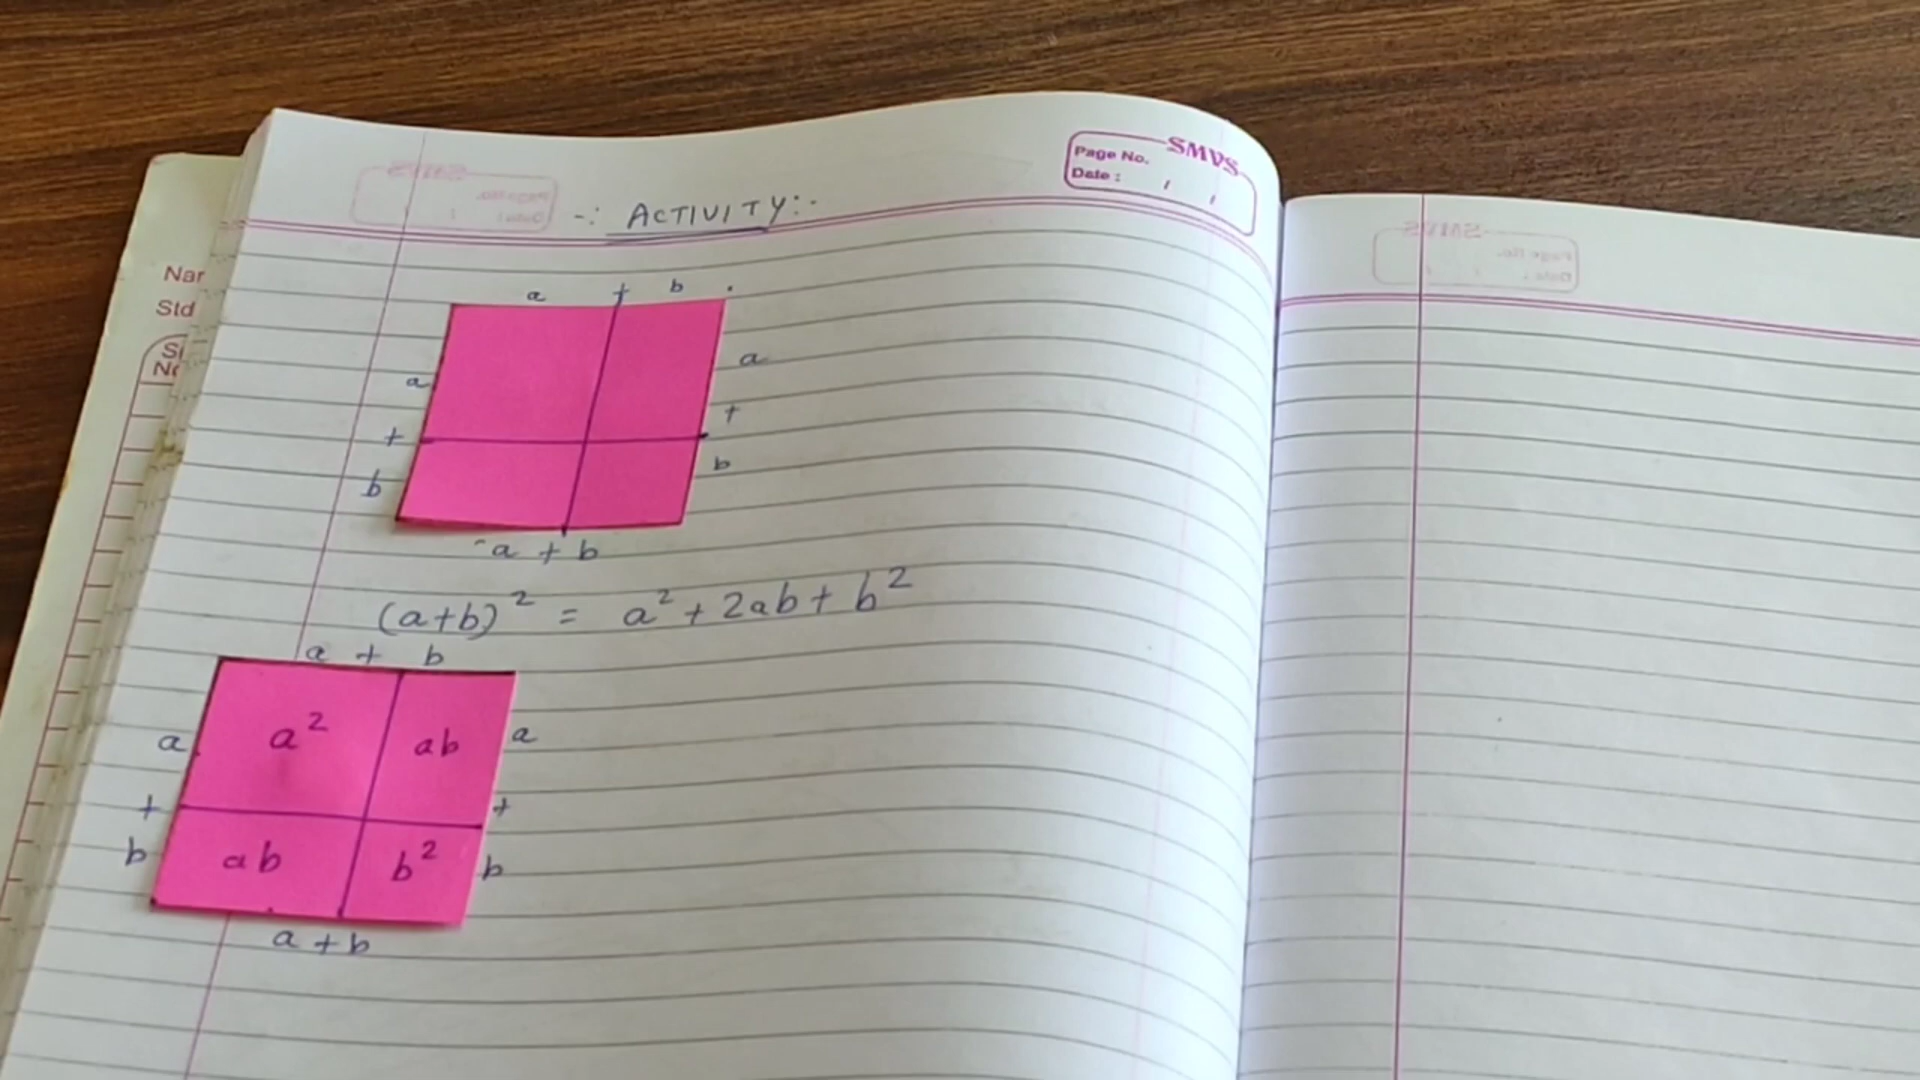 SMVS
Page No.
Date : / /
-: ACTIVITY:-
a + b
a a
+ +
b b
a + b
(a+b)² = a² + 2ab + b²
a + b
a a² ab a
+ +
b ab b² b
a + b
Nar
Std